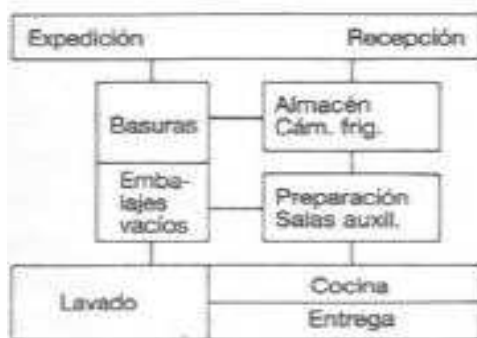 Expedición Recepción
Basuras
Almacén
Cám. frig.
Emba-
lajes
vacíos
Preparación
Salas auxil.
Lavado
Cocina
Entrega